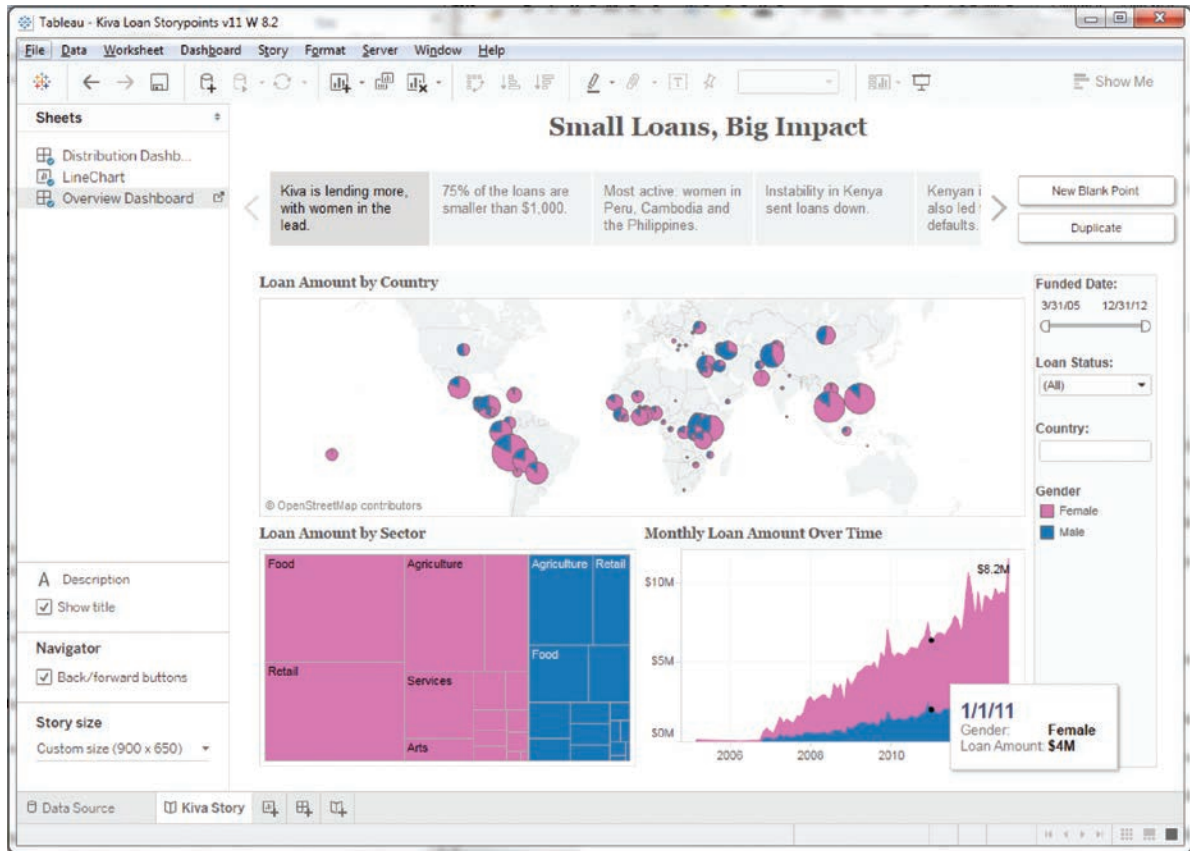 Tableau - Kiva Loan Storypoints v11 W 8.2
File Data Worksheet Dashboard Story Format Server Window Help
Show Me
Sheets
Distribution Dashb...
LineChart
Overview Dashboard
Small Loans, Big Impact
Kiva is lending more,
with women in the
lead.
75% of the loans are
smaller than $1,000.
Most active: women in
Peru, Cambodia and
the Philippines.
Instability in Kenya
sent loans down.
Kenyan i
also led
defaults.
New Blank Point
Duplicate
Loan Amount by Country
© OpenStreetMap contributors
Funded Date:
3/31/05 12/31/12
Loan Status:
(All)
Country:
Gender
Female
Male
Loan Amount by Sector
Food
Agriculture
Agriculture
Retail
Food
Retail
Services
Arts
Monthly Loan Amount Over Time
$10M
$5M
$0M
$8.2M
2006 2008 2010
1/1/11
Gender: Female
Loan Amount: $4M
A Description
Show title
Navigator
Back/forward buttons
Story size
Custom size (900 x 650)
Data Source
Kiva Story